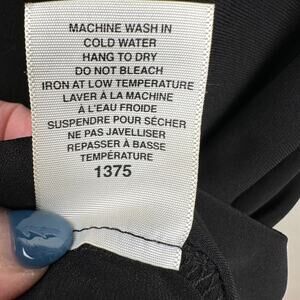 MACHINE WASH IN
COLD WATER
HANG TO DRY
DO NOT BLEACH
IRON AT LOW TEMPERATURE
LAVER À LA MACHINE
À L'EAU FROIDE
SUSPENDRE POUR SÉCHER
NE PAS JAVELLISER
REPASSER À BASSE
TEMPÉRATURE
1375